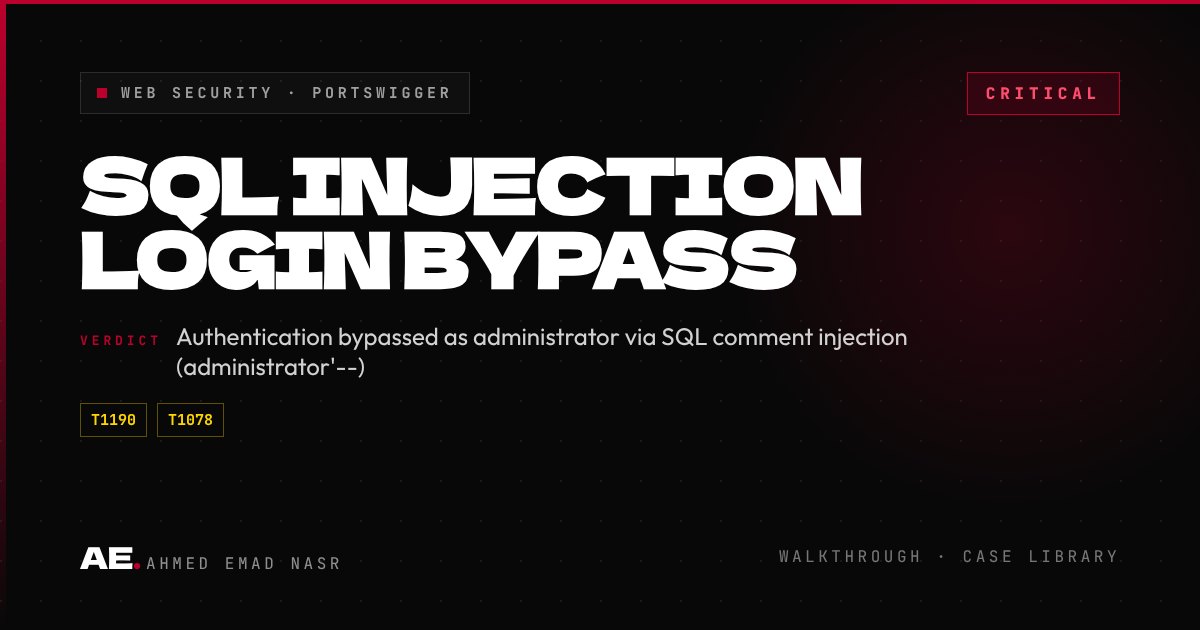 WEB SECURITY · PORTSWIGGER
CRITICAL
SQL INJECTION
LOGIN BYPASS
VERDICT Authentication bypassed as administrator via SQL comment injection
(administrator'--)
T1190 T1078
AE. AHMED EMAD NASR
WALKTHROUGH · CASE LIBRARY